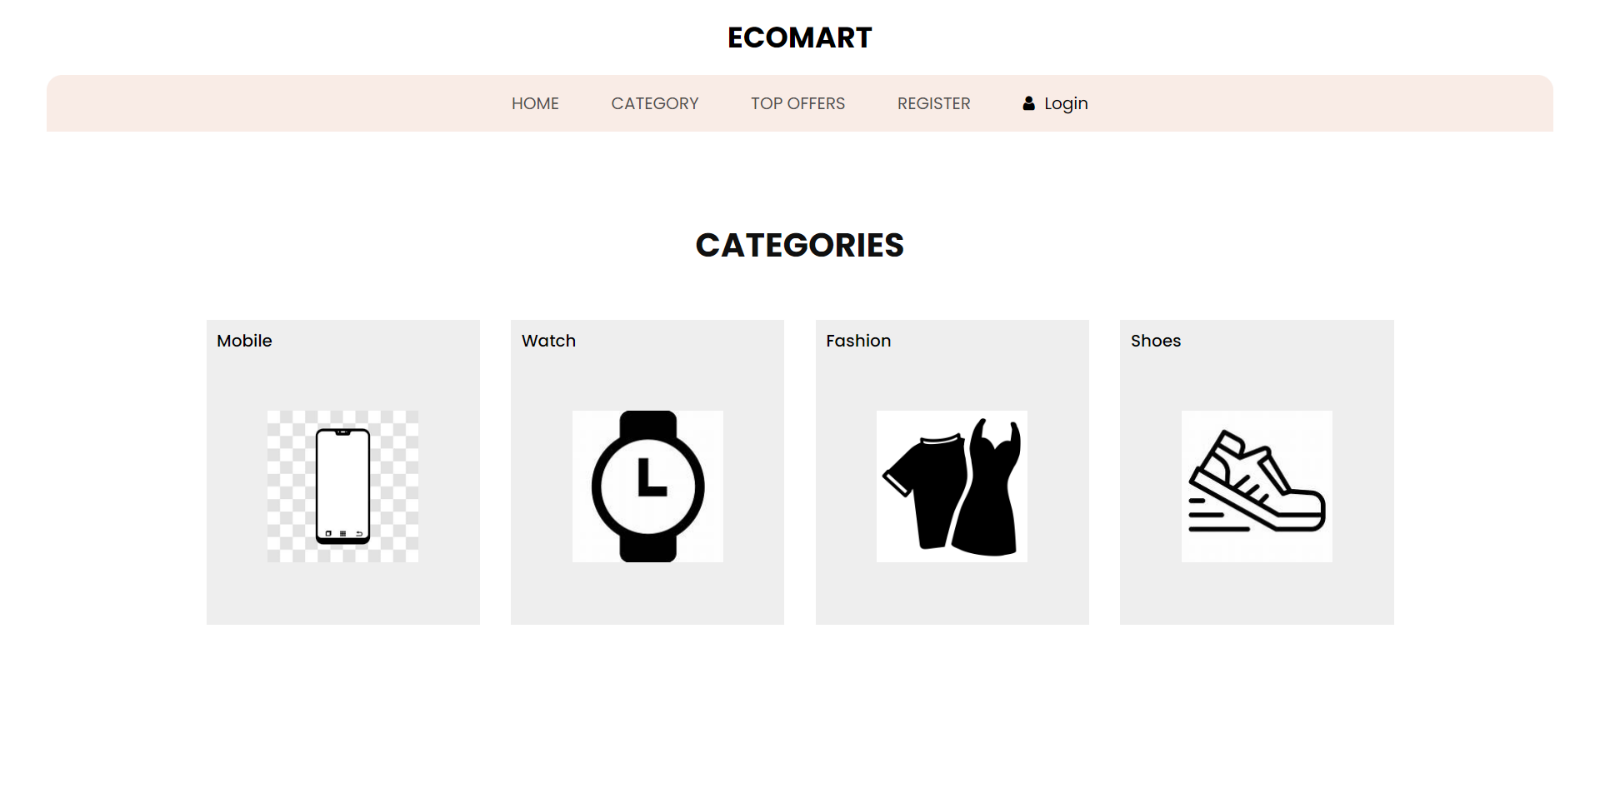 ECOMART
HOME CATEGORY TOP OFFERS REGISTER Login
CATEGORIES
Mobile Watch Fashion Shoes